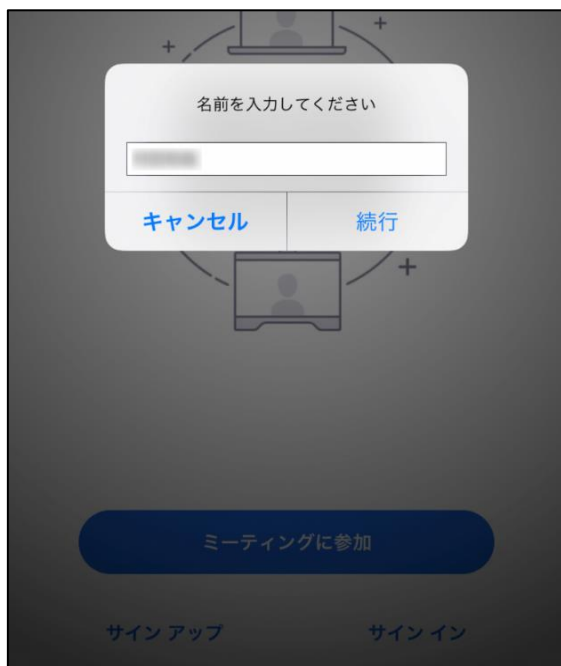 名前を入力してください
キャンセル
続行
ミーティングに参加
サイン アップ
サイン イン